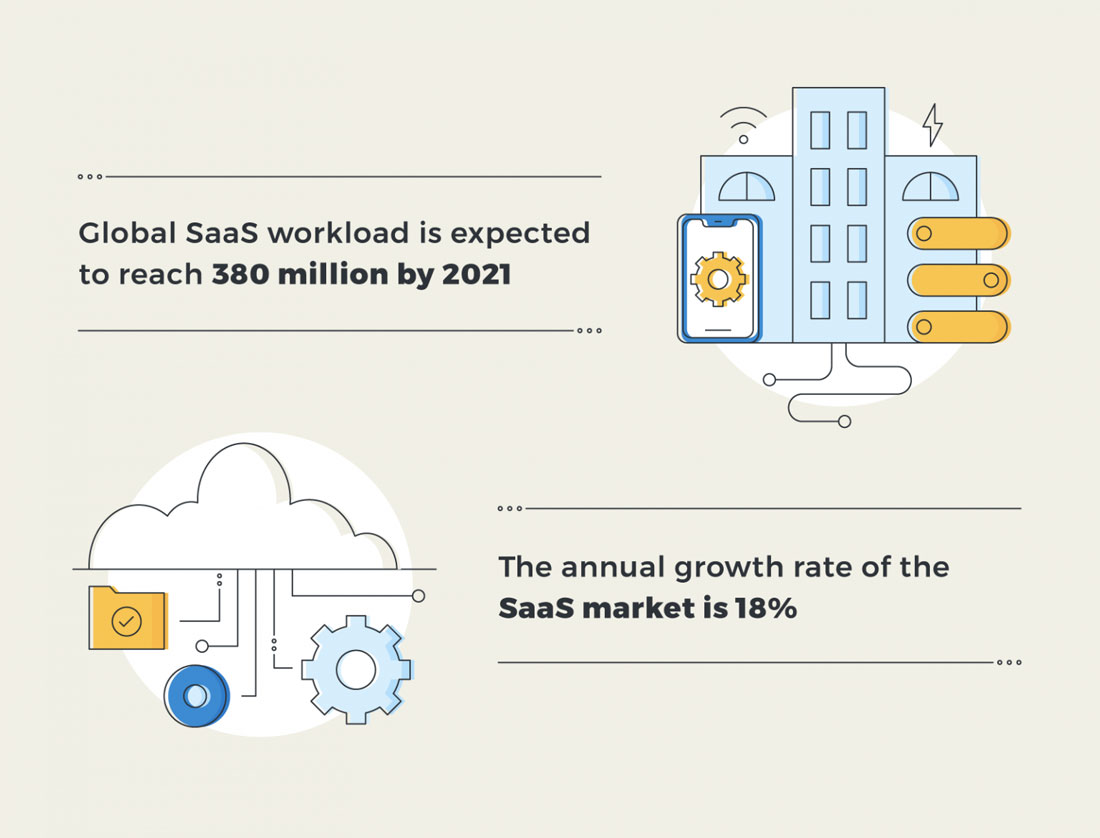 Global SaaS workload is expected
to reach 380 million by 2021
The annual growth rate of the
SaaS market is 18%